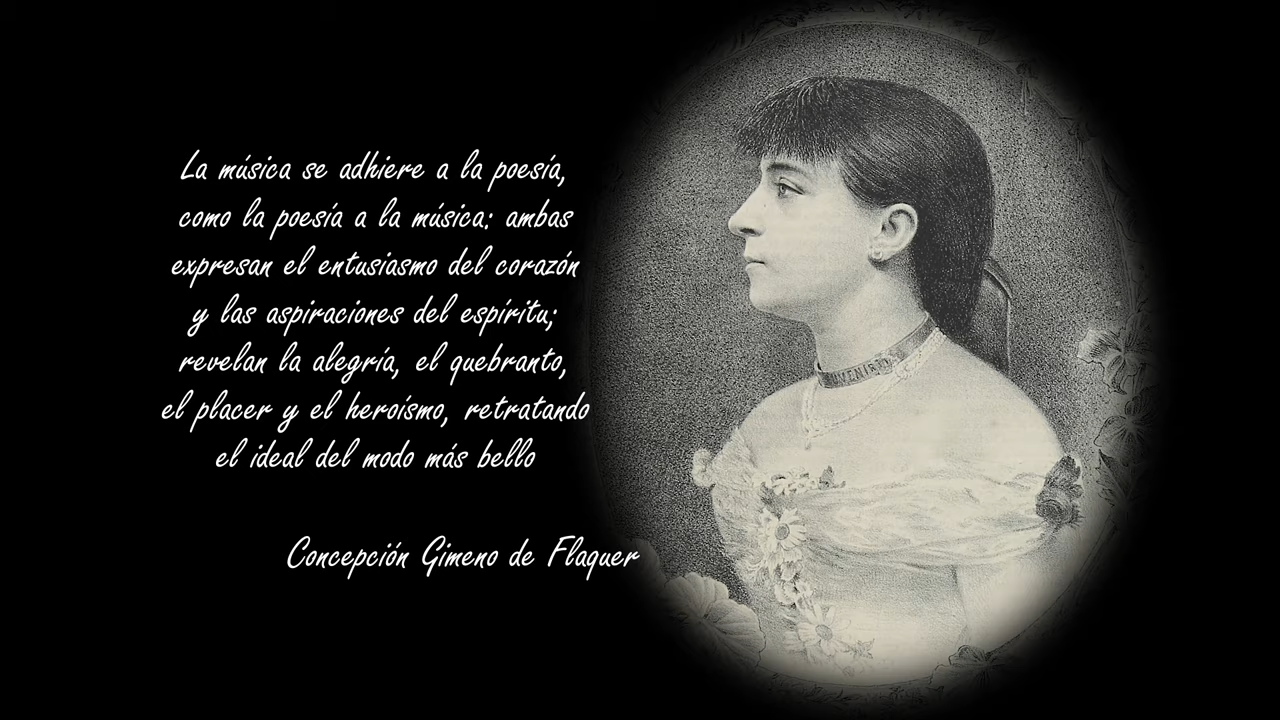 La música se adhiere a la poesía,
como la poesía a la música: ambas
expresan el entusiasmo del corazón
y las aspiraciones del espíritu;
revelan la alegría, el quebranto,
el placer y el heroísmo, retratando
el ideal del modo más bello
Concepción Gimeno de Flaquer